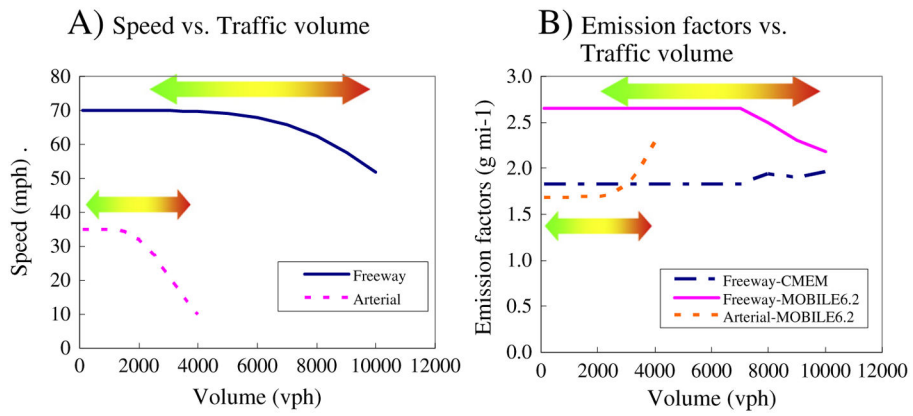 A) Speed vs. Traffic volume
80
70
60
50
40
30
20
10
0
Speed (mph) .
Freeway
Arterial
0 2000 4000 6000 8000 10000 12000
Volume (vph)
B) Emission factors vs.
Traffic volume
3.0
2.5
2.0
1.5
1.0
0.5
0.0
Emission factors (g mi-1)
Freeway-CMEM
Freeway-MOBILE6.2
Arterial-MOBILE6.2
0 2000 4000 6000 8000 10000 12000
Volume (vph)